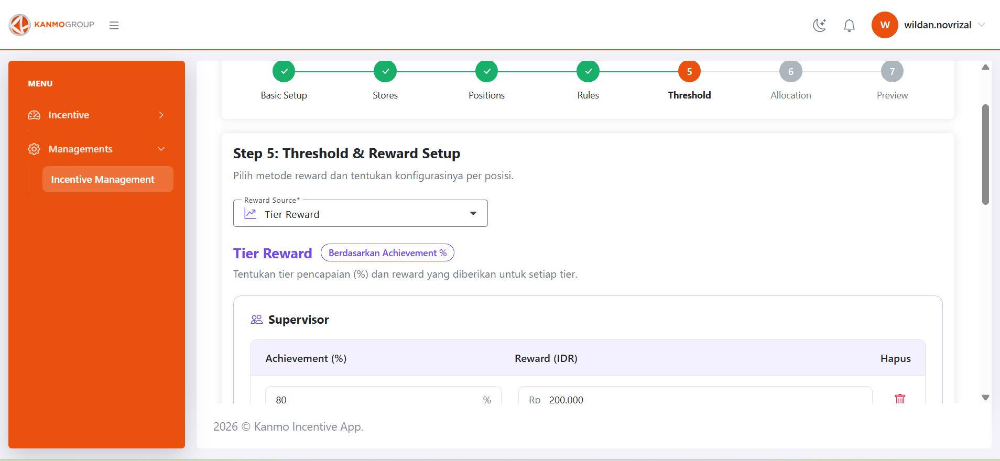 KANMOGROUP
W
wildan.novrizal
MENU
Incentive
Managements
Incentive Management
5
6
7
Basic Setup
Stores
Positions
Rules
Threshold
Allocation
Preview
Step 5: Threshold & Reward Setup
Pilih metode reward dan tentukan konfigurasinya per posisi.
Reward Source*
Tier Reward
Tier Reward
Berdasarkan Achievement %
Tentukan tier pencapaian (%) dan reward yang diberikan untuk setiap tier.
Supervisor
Achievement (%)
Reward (IDR)
Hapus
80
%
Rp
200.000
2026 © Kanmo Incentive App.